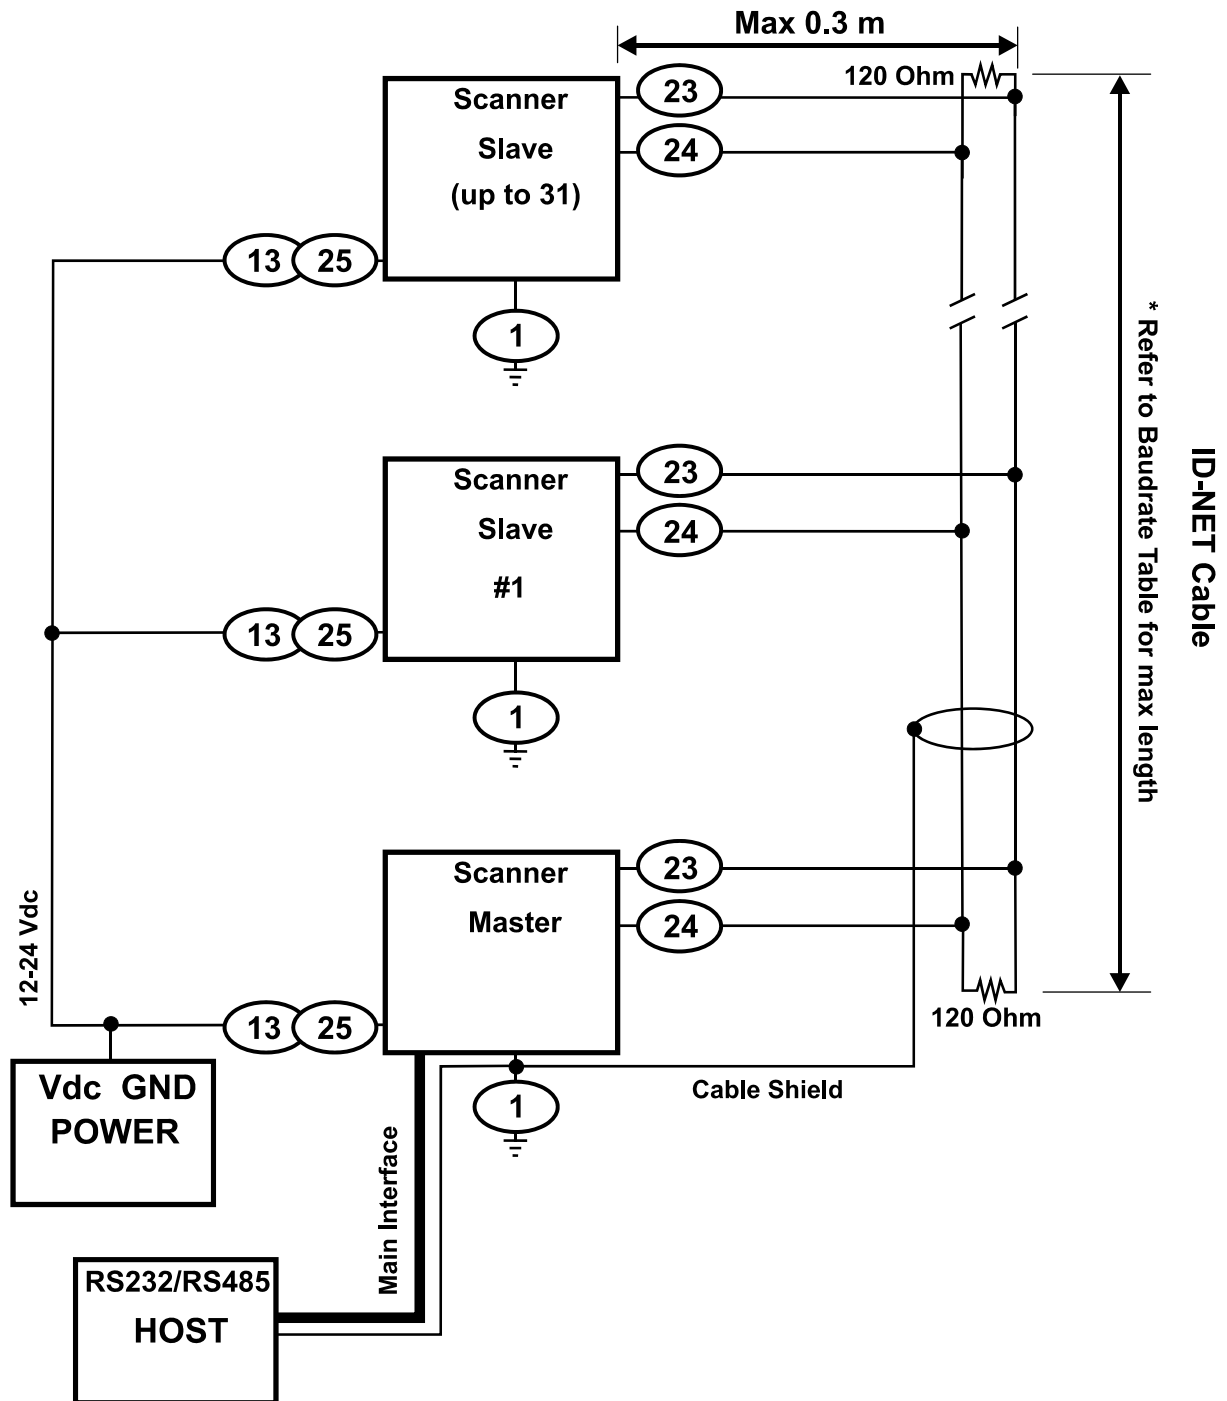 Max 0.3 m
120 Ohm
Scanner
Slave
(up to 31)
23
24
13
25
1
Scanner
Slave
#1
23
24
13
25
1
ID-NET Cable
* Refer to Baudrate Table for max length
Scanner
Master
23
24
13
25
1
120 Ohm
12-24 Vdc
Vdc GND
POWER
Cable Shield
Main Interface
RS232/RS485
HOST